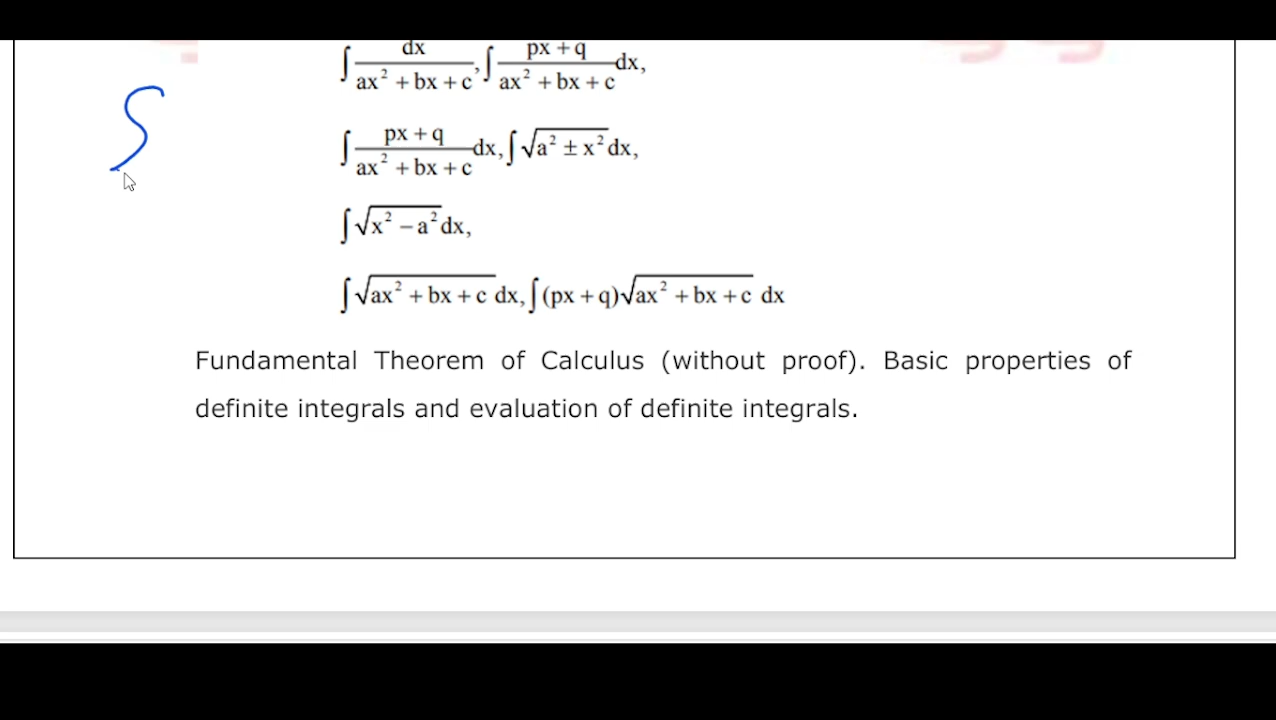 ∫ dx/(ax² + bx + c), ∫ (px + q)/(ax² + bx + c) dx,
∫ (px + q)/(ax² + bx + c) dx, ∫ √(a² ± x²) dx,
∫ √(x² − a²) dx,
∫ √(ax² + bx + c) dx, ∫ (px + q)√(ax² + bx + c) dx
Fundamental Theorem of Calculus (without proof). Basic properties of
definite integrals and evaluation of definite integrals.